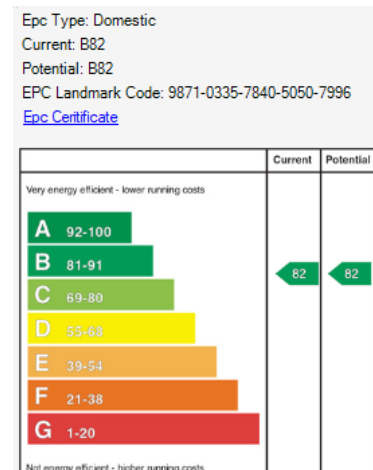 Epc Type: Domestic
Current: B82
Potential: B82
EPC Landmark Code: 9871-0335-7840-5050-7996
Epc Ceritificate
Current Potential
Very energy efficient - lower running costs
A 92-100
B 81-91
82 82
C 69-80
D 55-68
E 39-54
F 21-38
G 1-20
Not energy efficient - higher running costs